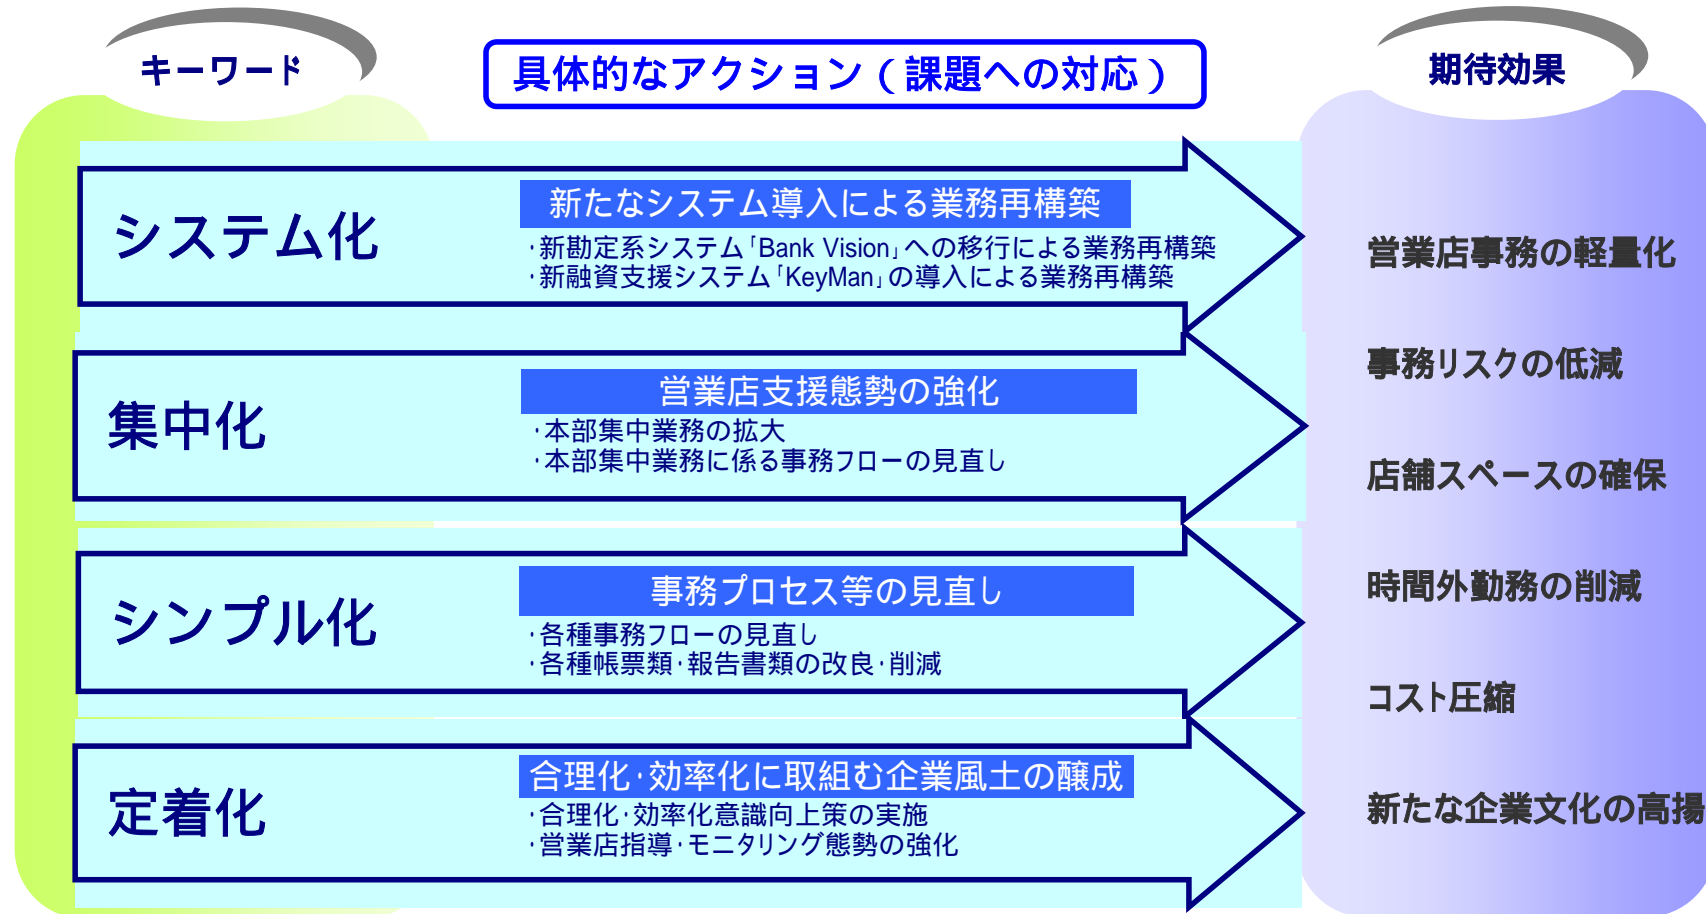 キーワード
具体的なアクション（課題への対応）
期待効果
システム化
新たなシステム導入による業務再構築
･新勘定系システム｢Bank Vision｣への移行による業務再構築
･新融資支援システム｢KeyMan｣の導入による業務再構築
集中化
営業店支援態勢の強化
･本部集中業務の拡大
･本部集中業務に係る事務フローの見直し
シンプル化
事務プロセス等の見直し
･各種事務フローの見直し
･各種帳票類･報告書類の改良･削減
定着化
合理化･効率化に取組む企業風土の醸成
･合理化･効率化意識向上策の実施
･営業店指導･モニタリング態勢の強化
営業店事務の軽量化
事務リスクの低減
店舗スペースの確保
時間外勤務の削減
コスト圧縮
新たな企業文化の高揚